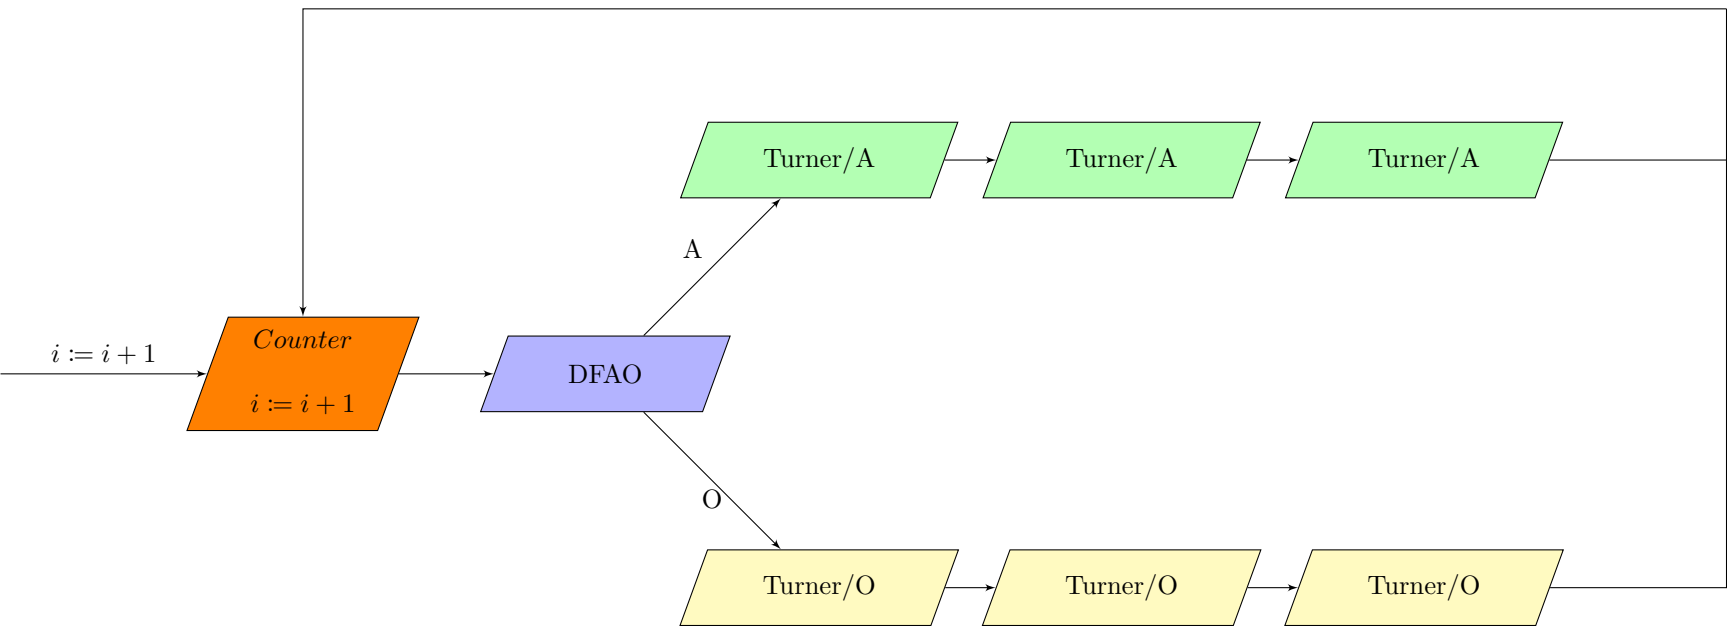 Turner/A
Turner/A
Turner/A
A
i := i + 1
Counter
i := i + 1
DFAO
O
Turner/O
Turner/O
Turner/O